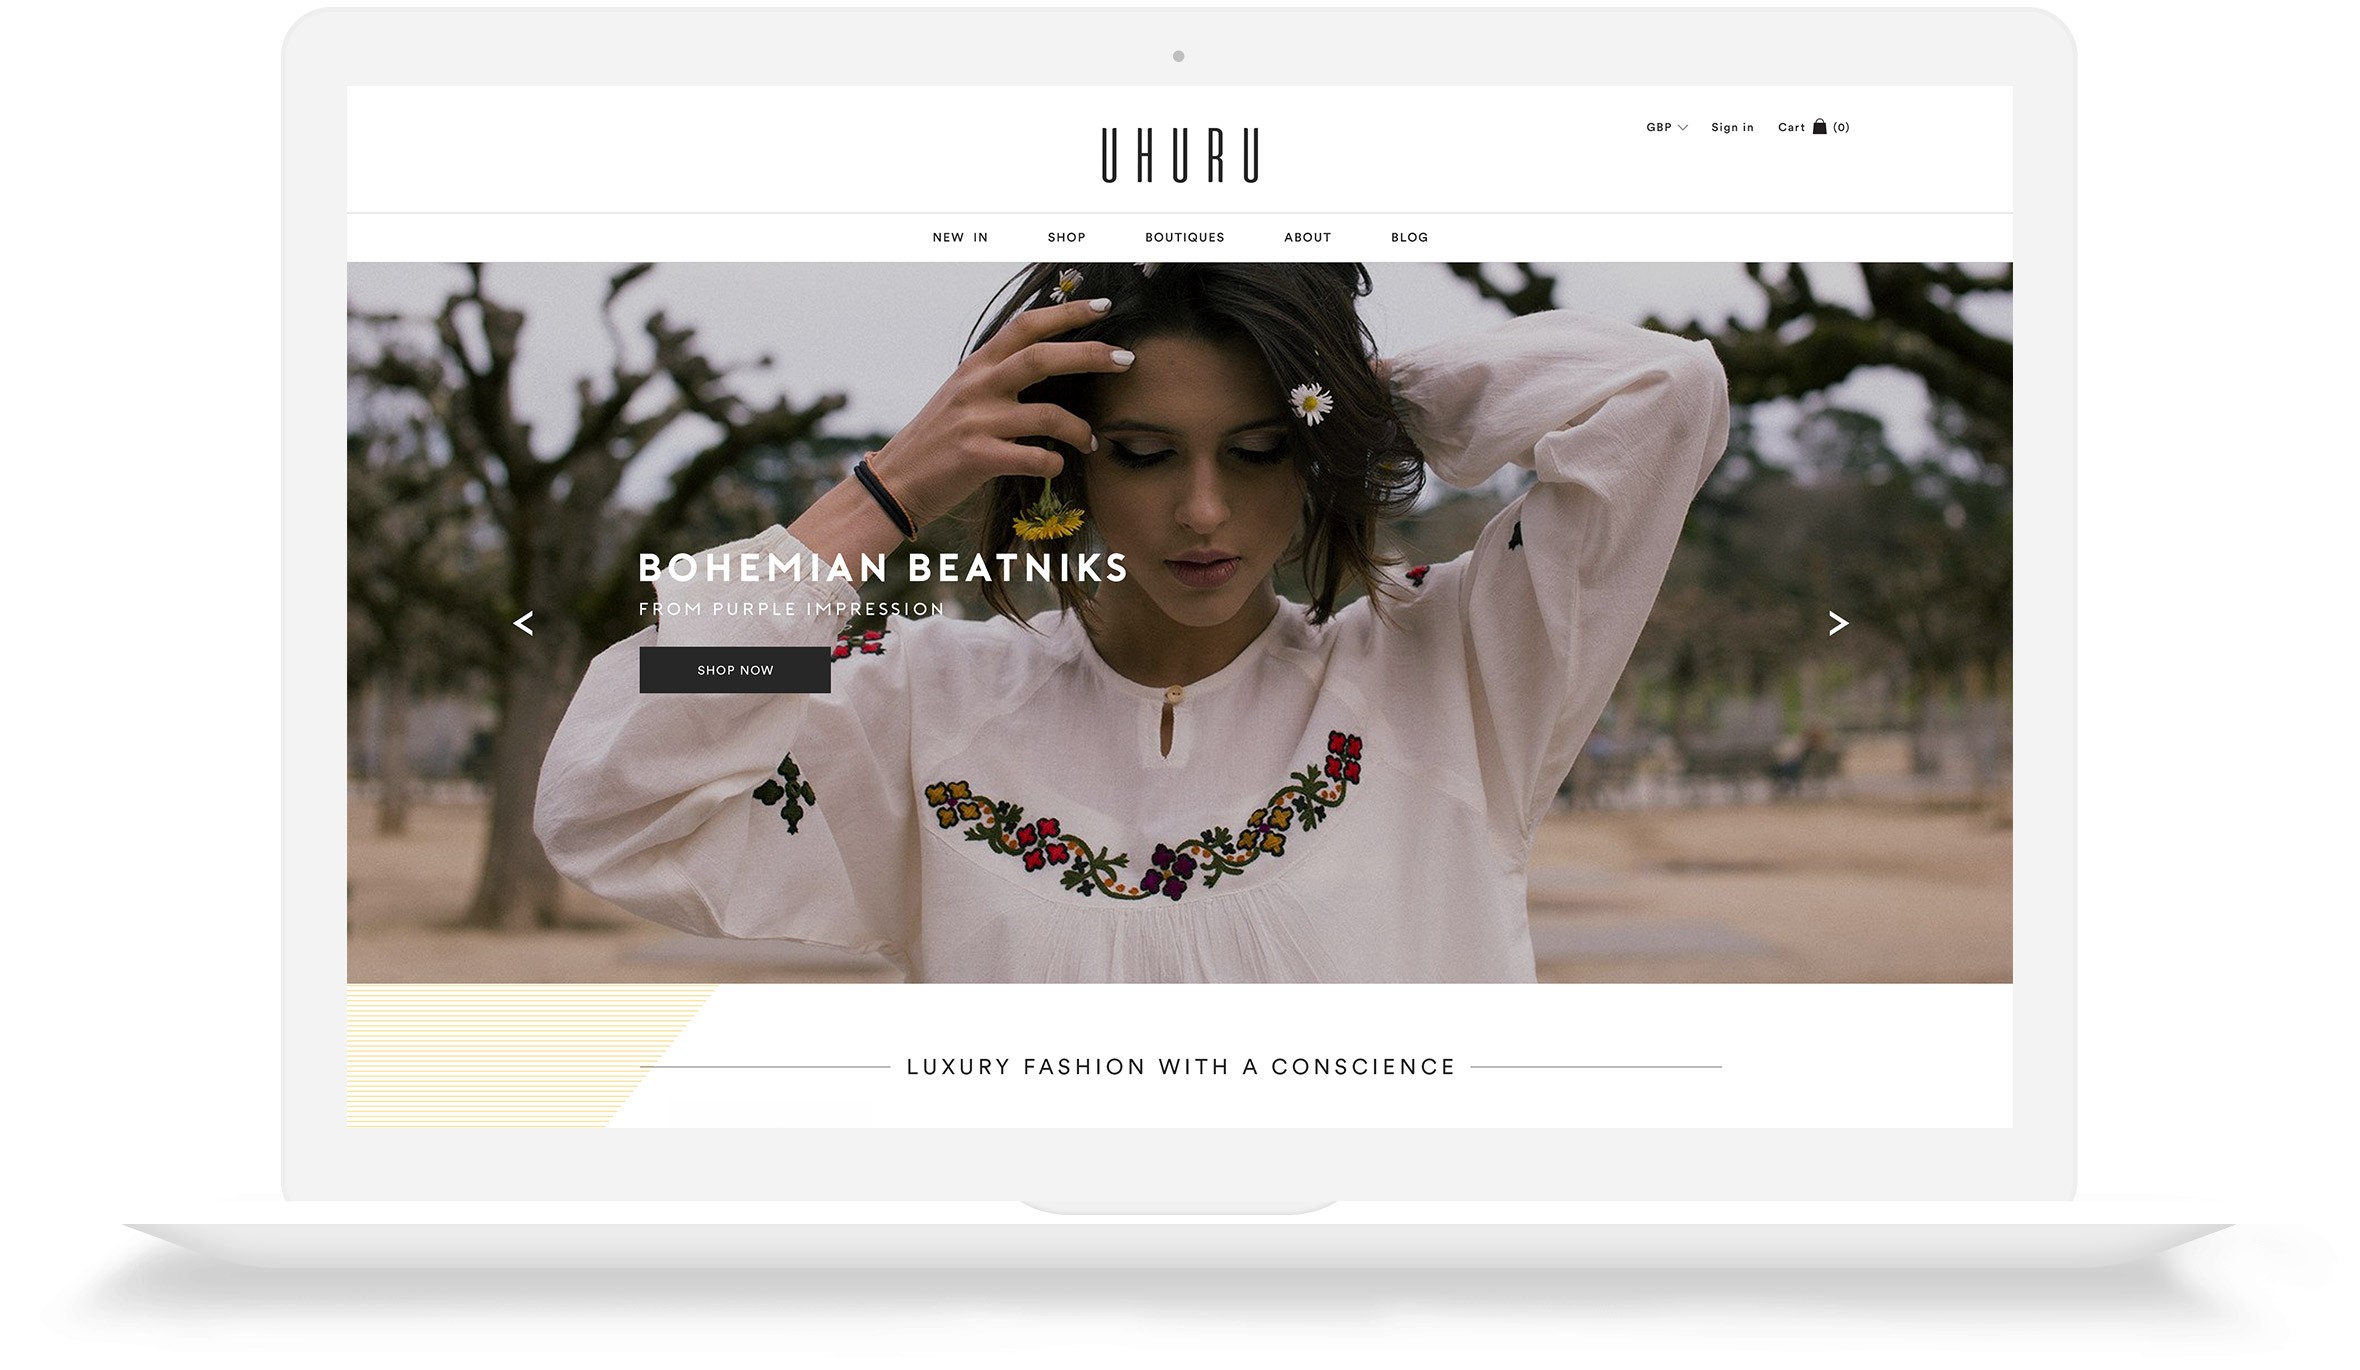 UHURU
GBP Sign in Cart (0)
NEW IN SHOP BOUTIQUES ABOUT BLOG
BOHEMIAN BEATNIKS
FROM PURPLE IMPRESSION
SHOP NOW
LUXURY FASHION WITH A CONSCIENCE